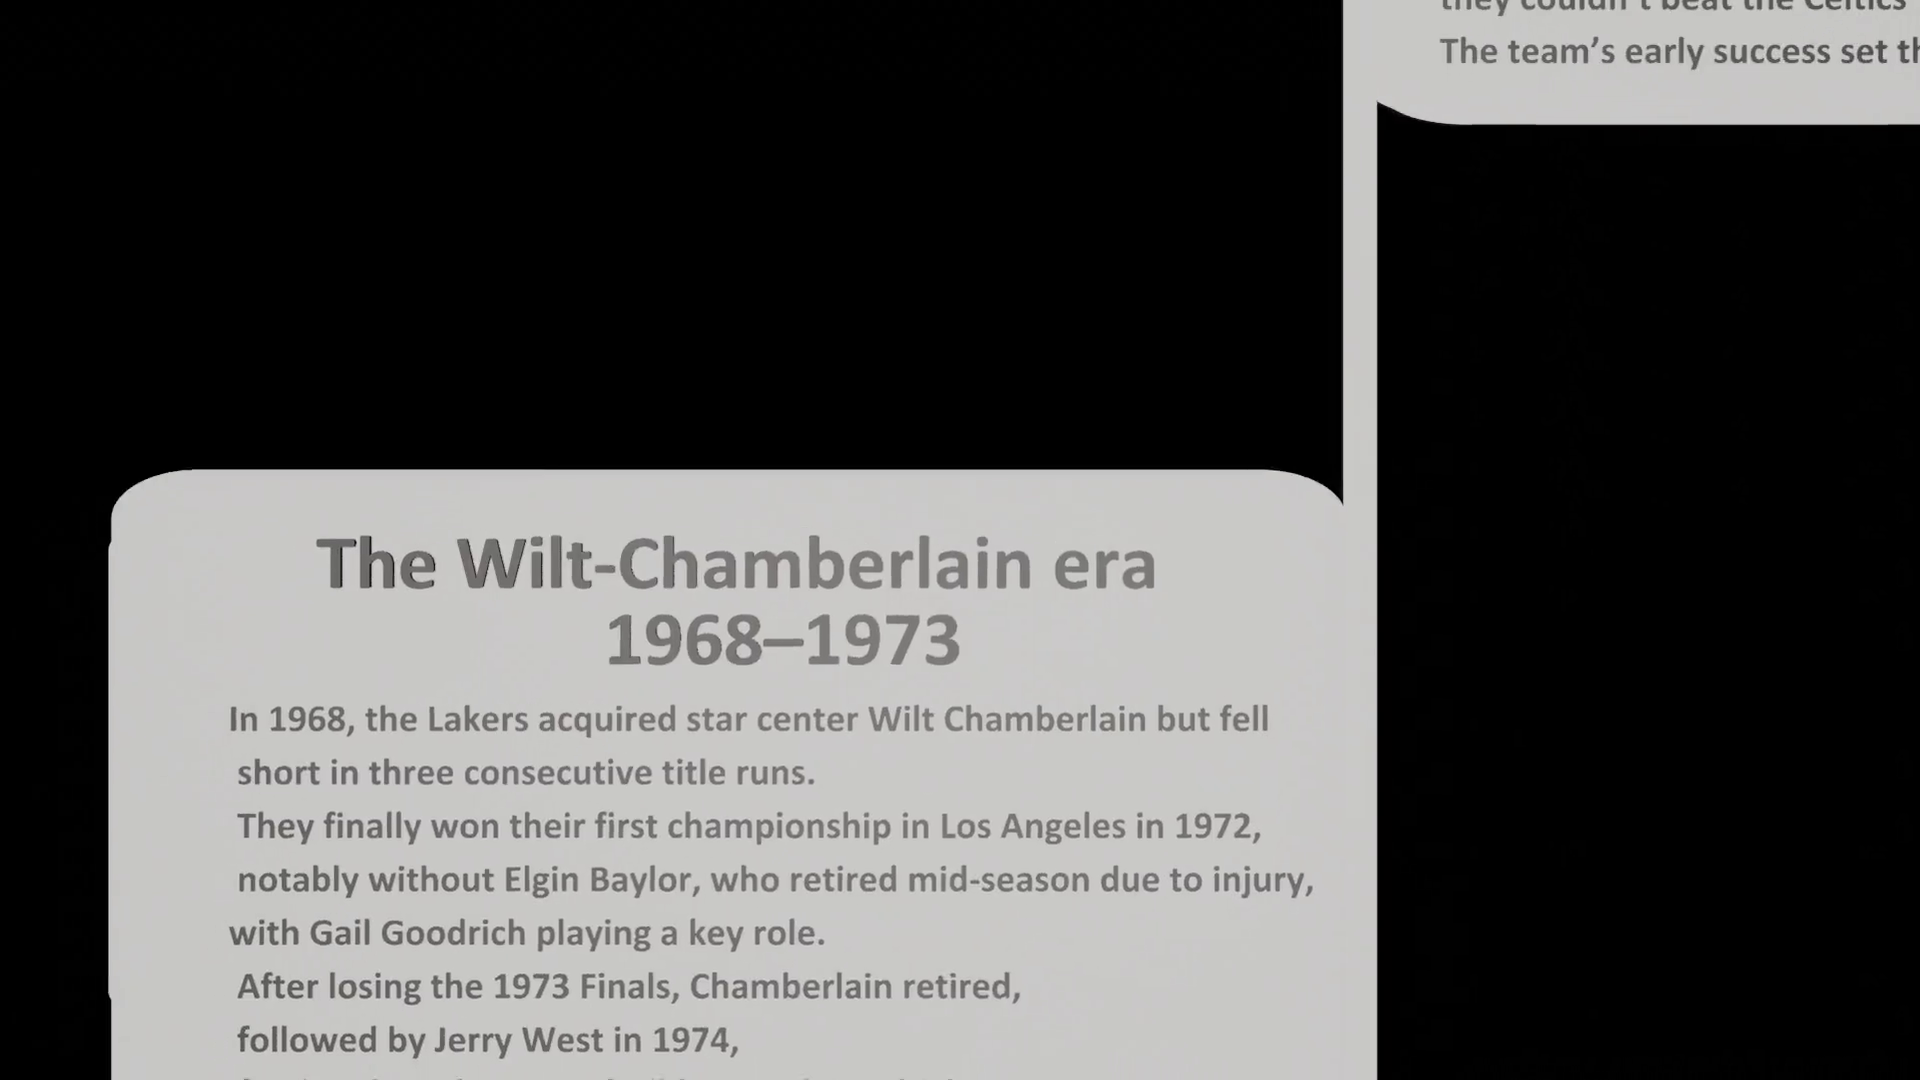 they couldn't beat the Celtics
The team’s early success set
The Wilt-Chamberlain era
1968–1973
In 1968, the Lakers acquired star center Wilt Chamberlain but fell
short in three consecutive title runs.
They finally won their first championship in Los Angeles in 1972,
notably without Elgin Baylor, who retired mid-season due to injury,
with Gail Goodrich playing a key role.
After losing the 1973 Finals, Chamberlain retired,
followed by Jerry West in 1974,